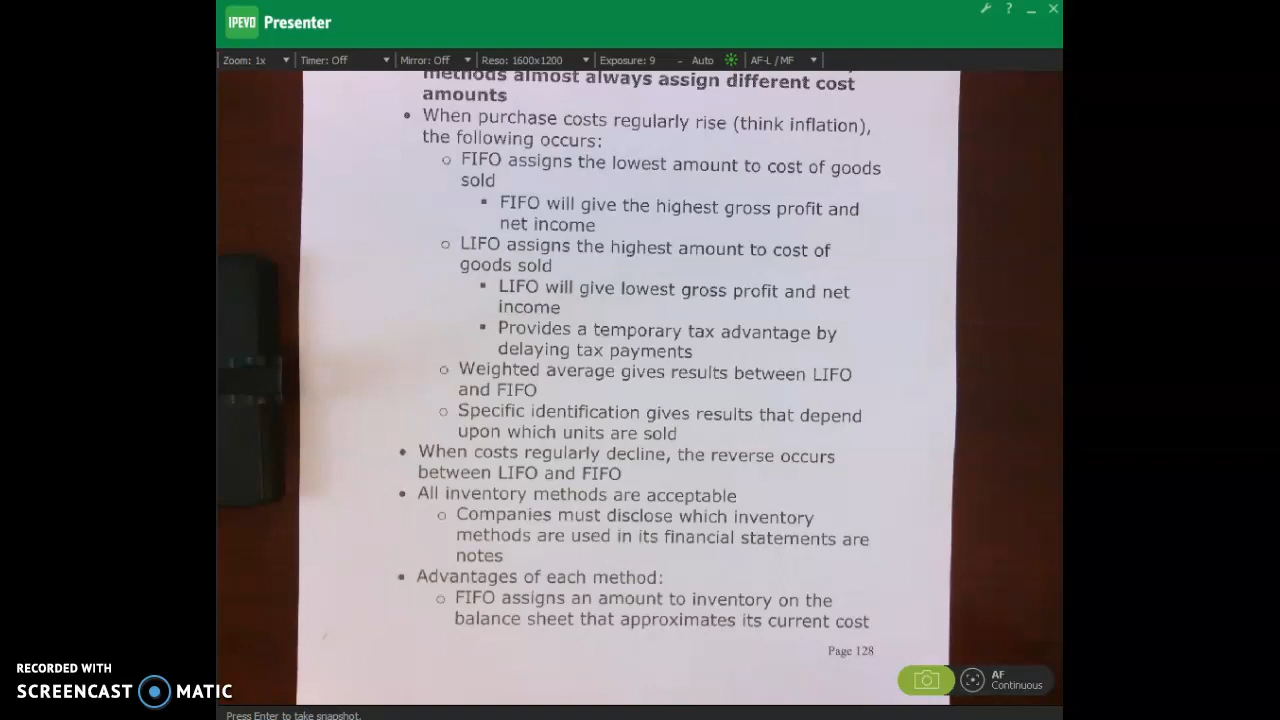 IPEVO Presenter
Zoom: 1x Timer: Off Mirror: Off Reso: 1600x1200 Exposure: 9 - Auto AF-L / MF
methods almost always assign different cost
amounts
• When purchase costs regularly rise (think inflation),
the following occurs:
o FIFO assigns the lowest amount to cost of goods
sold
▪ FIFO will give the highest gross profit and
net income
o LIFO assigns the highest amount to cost of
goods sold
▪ LIFO will give lowest gross profit and net
income
▪ Provides a temporary tax advantage by
delaying tax payments
o Weighted average gives results between LIFO
and FIFO
o Specific identification gives results that depend
upon which units are sold
• When costs regularly decline, the reverse occurs
between LIFO and FIFO
• All inventory methods are acceptable
o Companies must disclose which inventory
methods are used in its financial statements are
notes
• Advantages of each method:
o FIFO assigns an amount to inventory on the
balance sheet that approximates its current cost
Page 128
AF
Continuous
RECORDED WITH
SCREENCAST MATIC
Press Enter to take snapshot.